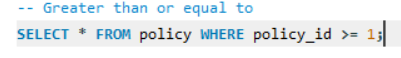 -- Greater than or equal to
SELECT * FROM policy WHERE policy_id >= 1;